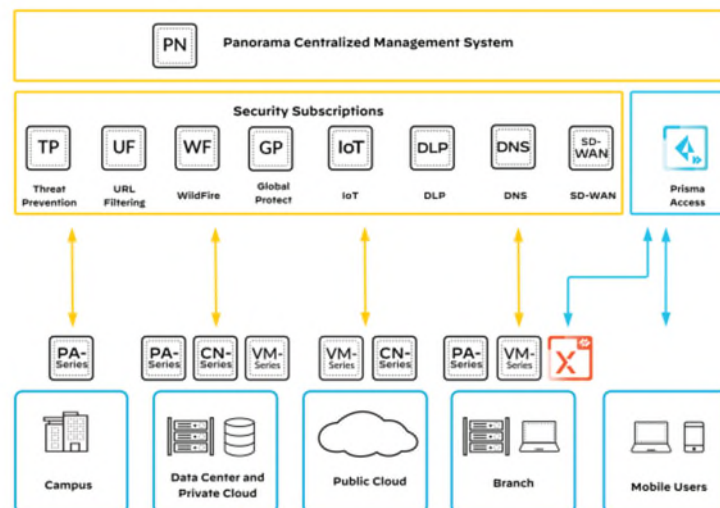 PN
Panorama Centralized Management System
Security Subscriptions
TP
UF
WF
GP
IoT
DLP
DNS
SD-
WAN
Threat
Prevention
URL
Filtering
WildFire
Global
Protect
IoT
DLP
DNS
SD-WAN
Prisma
Access
PA-
Series
PA-
Series
CN-
Series
VM-
Series
VM-
Series
CN-
Series
PA-
Series
VM-
Series
X
Campus
Data Center and
Private Cloud
Public Cloud
Branch
Mobile Users